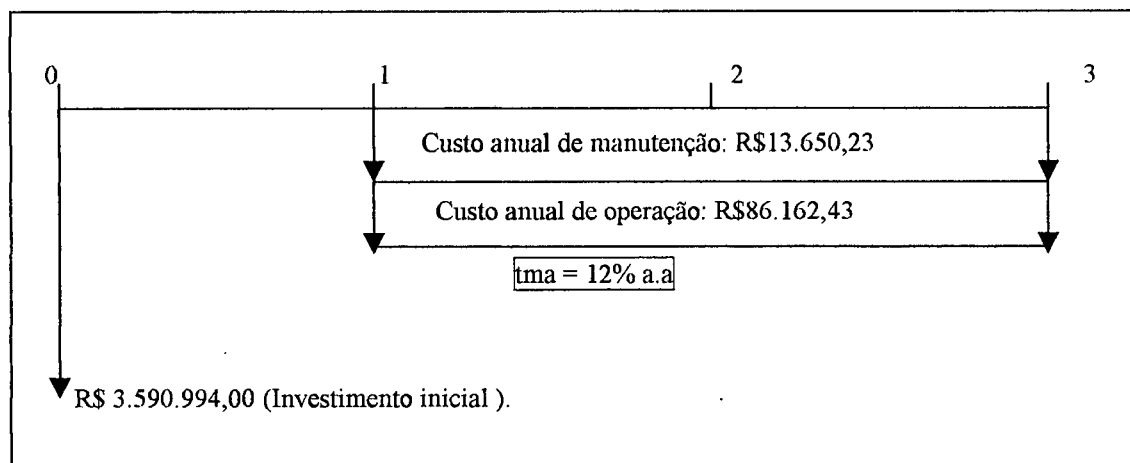 0 1 2 3
Custo anual de manutenção: R$13.650,23
Custo anual de operação: R$86.162,43
tma = 12% a.a
R$ 3.590.994,00 (Investimento inicial ).